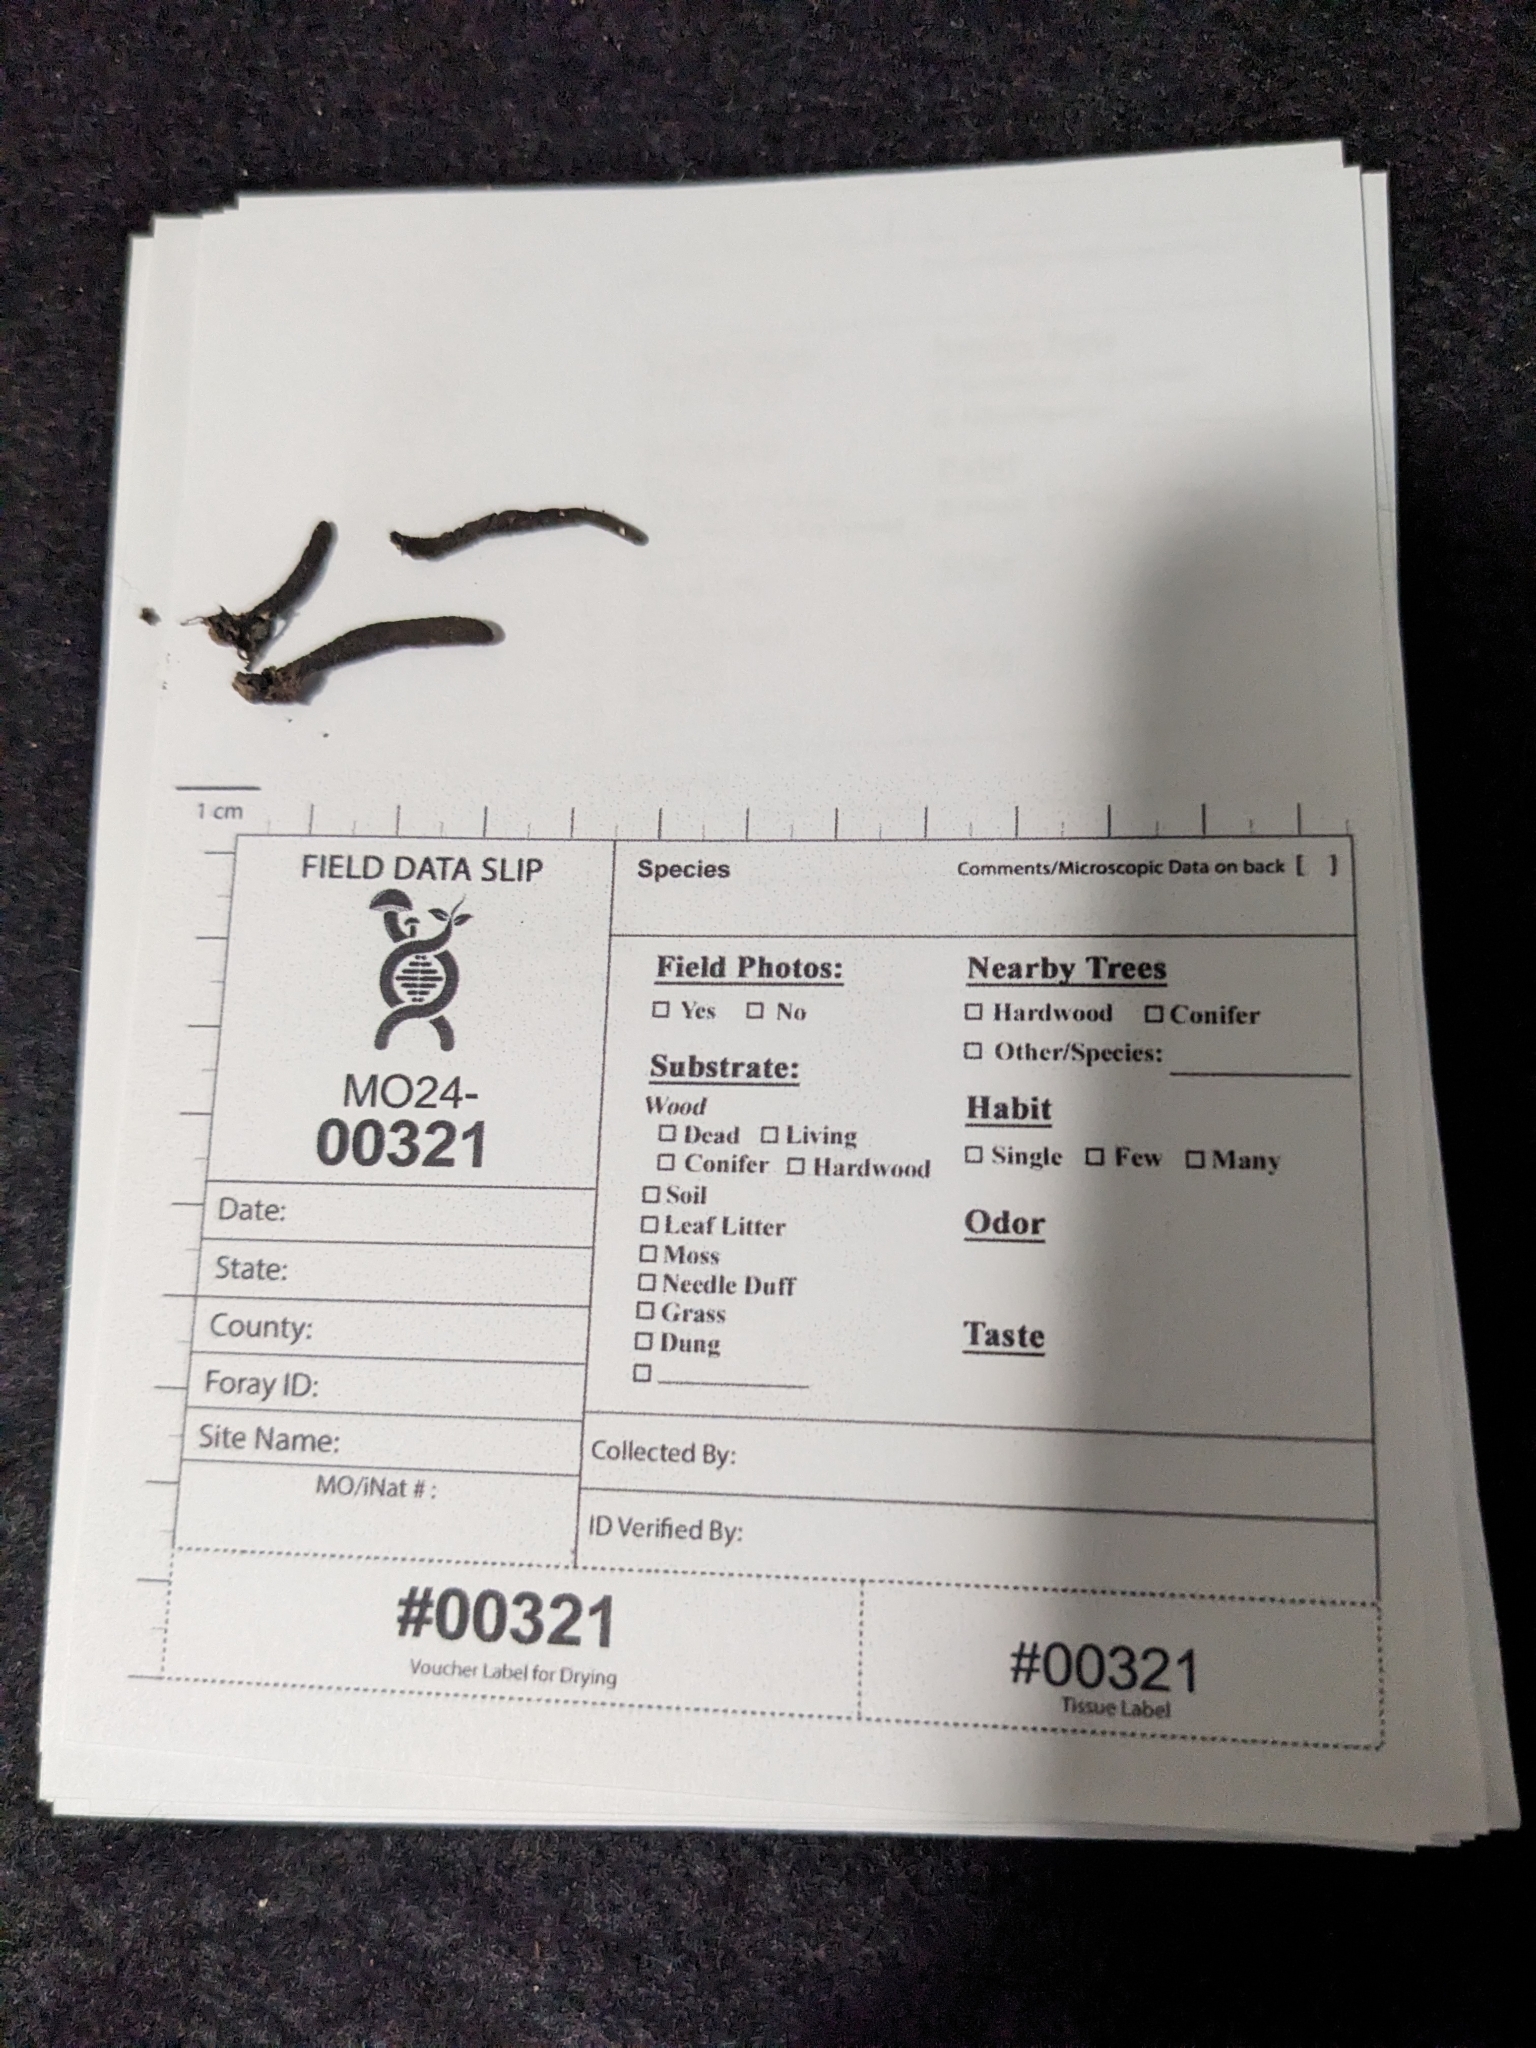 1 cm
FIELD DATA SLIP
MO24-
00321
Date:
State:
County:
Foray ID:
Site Name:
MO/iNat # :
Species
Comments/Microscopic Data on back [ ]
Field Photos:
☐ Yes ☐ No
Substrate:
Wood
☐ Dead ☐ Living
☐ Conifer ☐ Hardwood
☐ Soil
☐ Leaf Litter
☐ Moss
☐ Needle Duff
☐ Grass
☐ Dung
☐ ____________
Nearby Trees
☐ Hardwood ☐ Conifer
☐ Other/Species: ____________
Habit
☐ Single ☐ Few ☐ Many
Odor
Taste
Collected By:
ID Verified By:
#00321
Voucher Label for Drying
#00321
Tissue Label